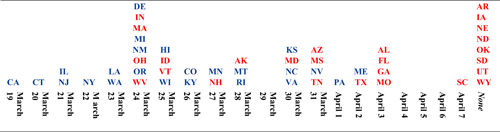 DE AR
IN IA
MA NE
MI ND
NM HI KS AZ AL OK
OH ID AK MD MS FL SD
IL LA OR VT CO MN MT NC NV ME GA UT
CA CT NJ NY WA WV WI KY NH RI VA TN PA TX MO SC WY
19 March
20 March
21 March
22 March
23 March
24 March
25 March
26 March
27 March
28 March
29 March
30 March
31 March
April 1
April 2
April 3
April 4
April 5
April 6
April 7
None